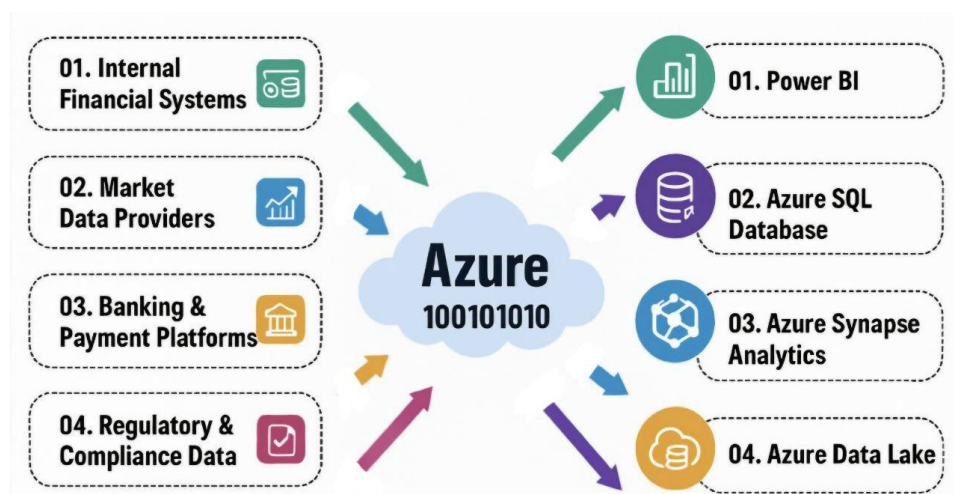 01. Internal
Financial Systems
02. Market
Data Providers
03. Banking &
Payment Platforms
04. Regulatory &
Compliance Data
Azure
100101010
01. Power BI
02. Azure SQL
Database
03. Azure Synapse
Analytics
04. Azure Data Lake